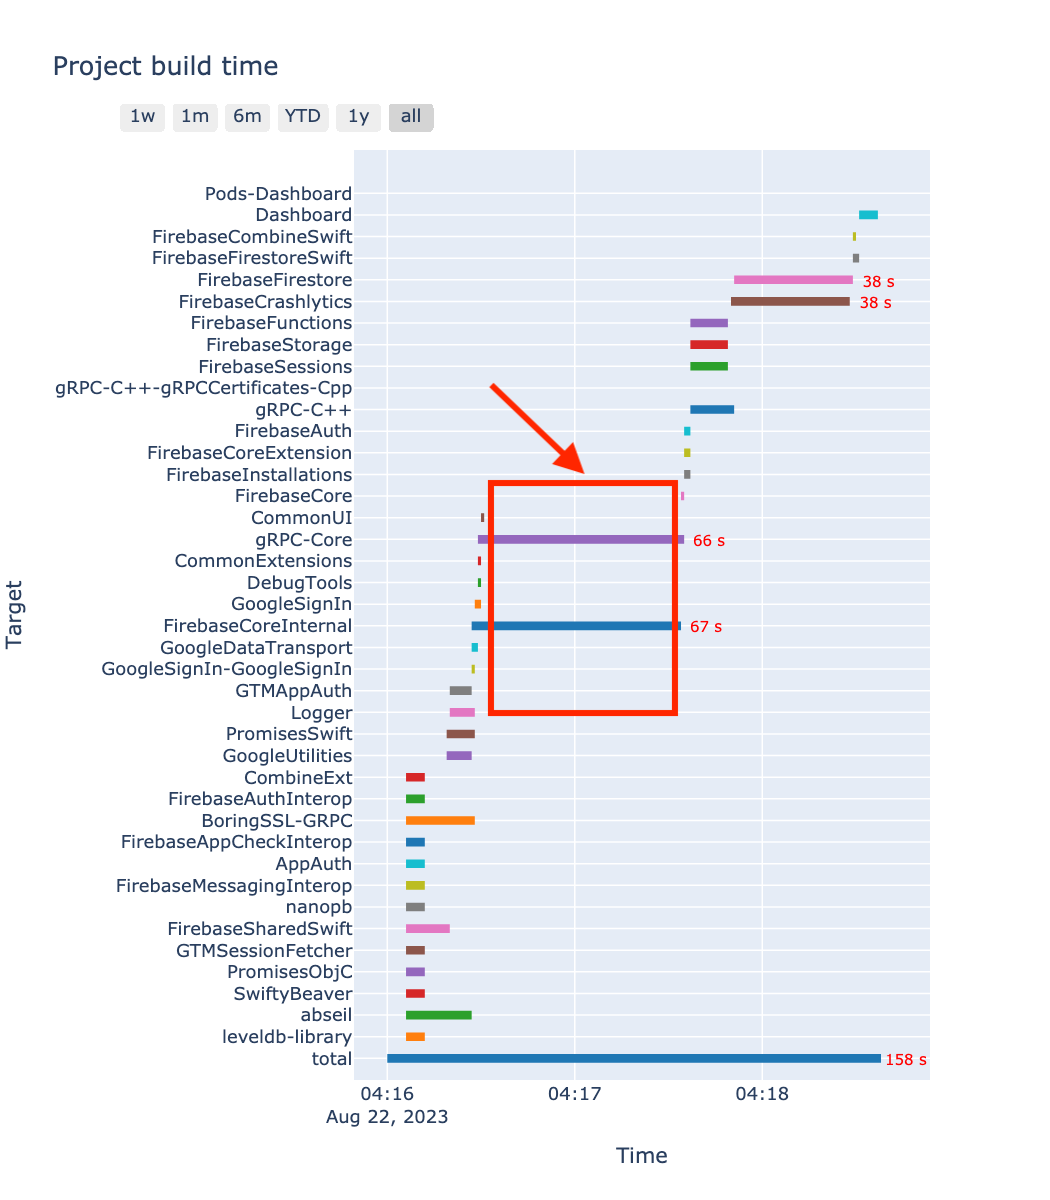 Project build time
1w 1m 6m YTD 1y all
Pods-Dashboard
Dashboard
FirebaseCombineSwift
FirebaseFirestoreSwift
FirebaseFirestore 38 s
FirebaseCrashlytics 38 s
FirebaseFunctions
FirebaseStorage
FirebaseSessions
gRPC-C++-gRPCCertificates-Cpp
gRPC-C++
FirebaseAuth
FirebaseCoreExtension
FirebaseInstallations
FirebaseCore
CommonUI
gRPC-Core 66 s
CommonExtensions
DebugTools
GoogleSignIn
FirebaseCoreInternal 67 s
GoogleDataTransport
GoogleSignIn-GoogleSignIn
GTMAppAuth
Logger
PromisesSwift
GoogleUtilities
CombineExt
FirebaseAuthInterop
BoringSSL-GRPC
FirebaseAppCheckInterop
AppAuth
FirebaseMessagingInterop
nanopb
FirebaseSharedSwift
GTMSessionFetcher
PromisesObjC
SwiftyBeaver
abseil
leveldb-library
total 158 s
Target
04:16 04:17 04:18
Aug 22, 2023
Time